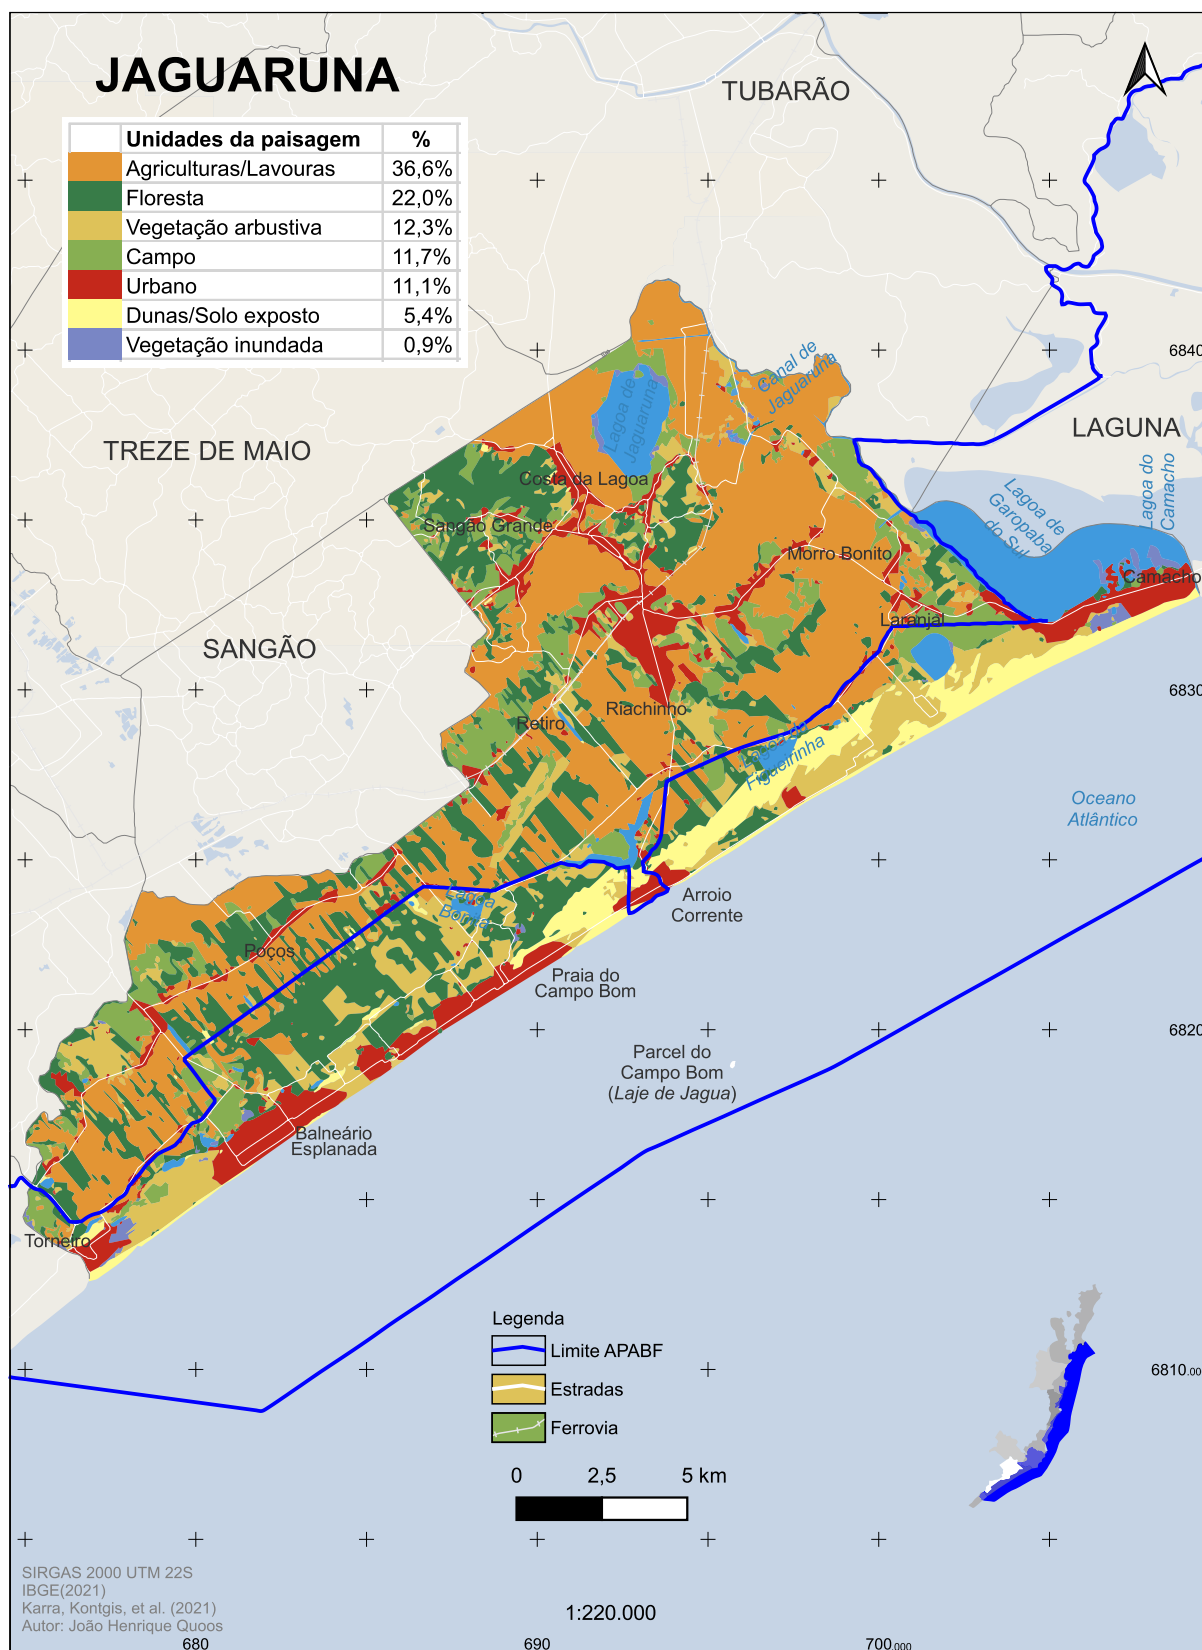 JAGUARUNA
Unidades da paisagem %
Agriculturas/Lavouras 36,6%
Floresta 22,0%
Vegetação arbustiva 12,3%
Campo 11,7%
Urbano 11,1%
Dunas/Solo exposto 5,4%
Vegetação inundada 0,9%
TUBARÃO
6840
Canal de
Jaguaruna
Lagoa de
Jaguaruna
LAGUNA
TREZE DE MAIO
Costa da Lagoa
Lagoa do
Camacho
Lagoa de
Garopaba
do Sul
Sangão Grande
Morro Bonito
Camacho
Laranjal
SANGÃO
6830
Riachinho
Retiro
Figueirinha
Oceano
Atlântico
Arroio
Corrente
Poços
Praia do
Campo Bom
6820
Parcel do
Campo Bom
(Laje de Jagua)
Balneário
Esplanada
Torneiro
Legenda
Limite APABF
Estradas
Ferrovia
6810.00
0 2,5 5 km
SIRGAS 2000 UTM 22S
IBGE(2021)
Karra, Kontgis, et al. (2021)
Autor: João Henrique Quoos
1:220.000
680 690 700.000